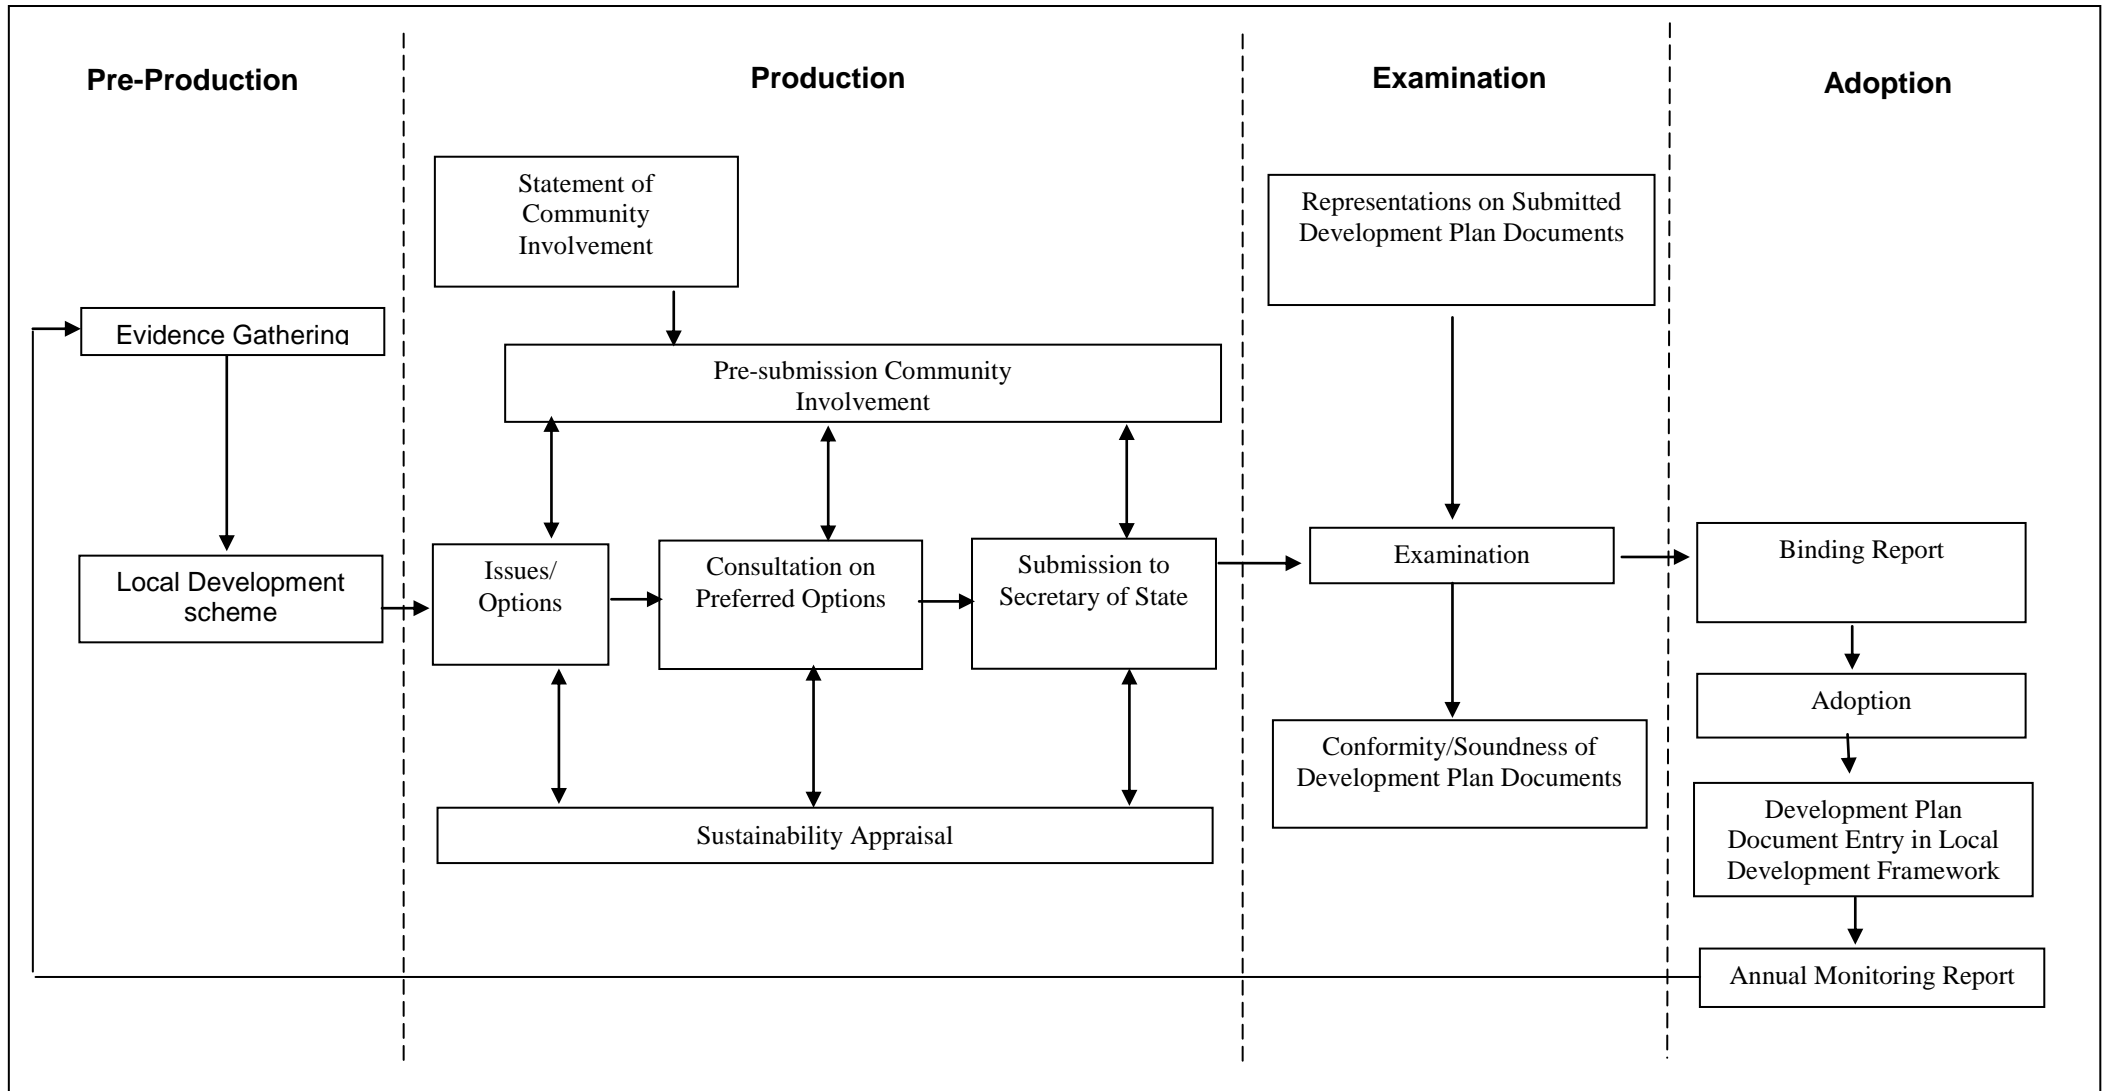 Pre-Production
Production
Examination
Adoption
Evidence Gathering
Local Development
scheme
Statement of
Community
Involvement
Pre-submission Community
Involvement
Issues/
Options
Consultation on
Preferred Options
Submission to
Secretary of State
Sustainability Appraisal
Representations on Submitted
Development Plan Documents
Examination
Conformity/Soundness of
Development Plan Documents
Binding Report
Adoption
Development Plan
Document Entry in Local
Development Framework
Annual Monitoring Report